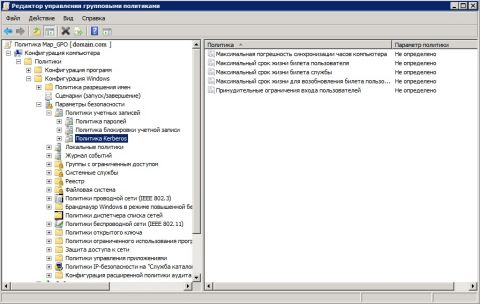 Редактор управления групповыми политиками
Файл Действие Вид Справка
Политика Map_GPO [ domain.com ]
Конфигурация компьютера
Политики
Конфигурация программ
Конфигурация Windows
Политика разрешения имен
Сценарии (запуск/завершение)
Параметры безопасности
Политики учетных записей
Политика паролей
Политика блокировки учетной записи
Политика Kerberos
Локальные политики
Журнал событий
Группы с ограниченным доступом
Системные службы
Реестр
Файловая система
Политики проводной сети (IEEE 802.3)
Брандмауэр Windows в режиме повышенной бе
Политики диспетчера списка сетей
Политики беспроводной сети (IEEE 802.11)
Политики открытого ключа
Политики ограниченного использования прог
Защита доступа к сети
Политики управления приложениями
Политики IP-безопасности на "Служба каталог
Конфигурация расширенной политики аудита
Политика Параметр политики
Максимальная погрешность синхронизации часов компьютера Не определено
Максимальный срок жизни билета пользователя Не определено
Максимальный срок жизни билета службы Не определено
Максимальный срок жизни для возобновления билета пользо... Не определено
Принудительные ограничения входа пользователей Не определено